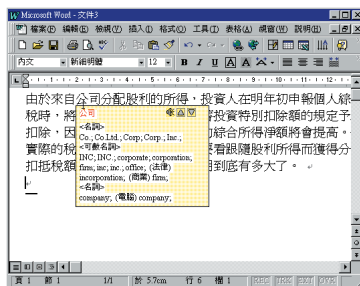 Microsoft Word - 文件3
檔案(F) 編輯(E) 檢視(V) 插入(I) 格式(O) 工具(T) 表格(A) 視窗(W) 說明(H)
內文 新細明體 12 B I U A A
由於來自公司分配股利的所得，投資人在明年初申報個人綜
稅時，將
投資特別扣除額的規定予
扣除，因
綜合所得淨額將會提高。
實際的稅
看跟隨股利所得而獲得分
扣抵稅額
到底有多大了。
公司
<名詞>
Co.; Co.Ltd.; Corp; Corp.; Inc.;
<可數名詞>
INC; INC.; corporate; corporation;
firm; inc; inc.; office; (法律)
incorporation; (商業) firm;
<名詞>
company; (電腦) company;
頁 1 節 1 1/1 於 5.7cm 行 6 欄 1 REC TRK EXT OVR